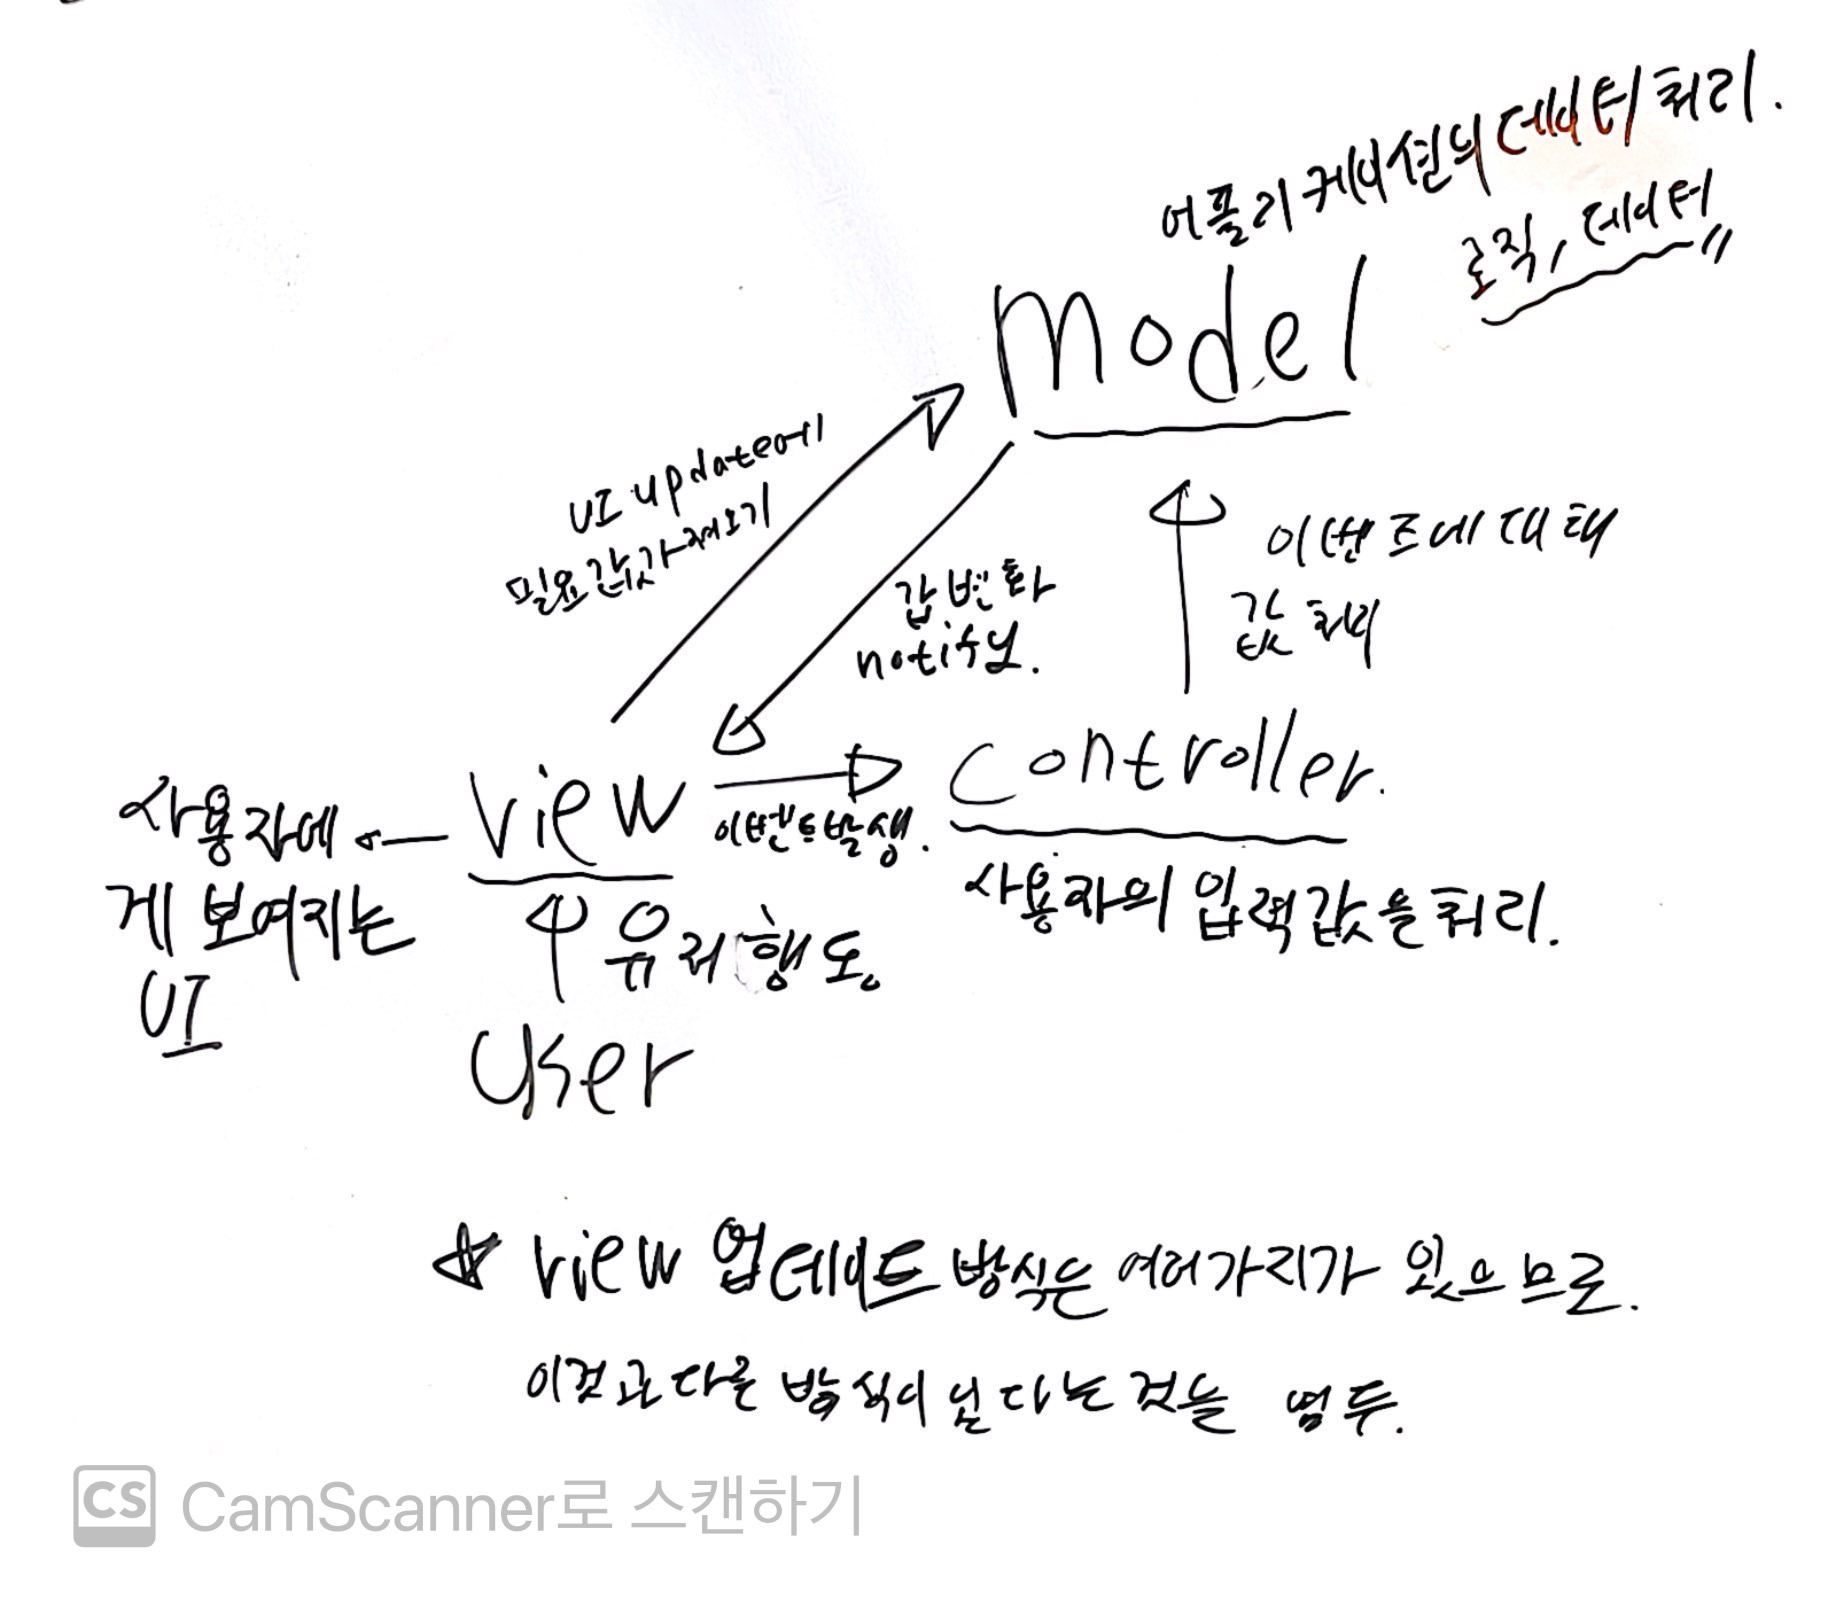 어플리케이션의 데이터 처리.
로직, 데이터
Model
UI update에
필요값 가져오기
값 변화
notify.
이벤트에 대해
값 처리
View
이벤트 발생.
Controller.
사용자에
게 보여지는
UI
사용자의 입력값을 처리.
유저 행동
User
☆ View 업데이트 방식은 여러가지가 있으므로.
이것과 다른 방식이 있다는 것을 염두.
CS CamScanner로 스캔하기